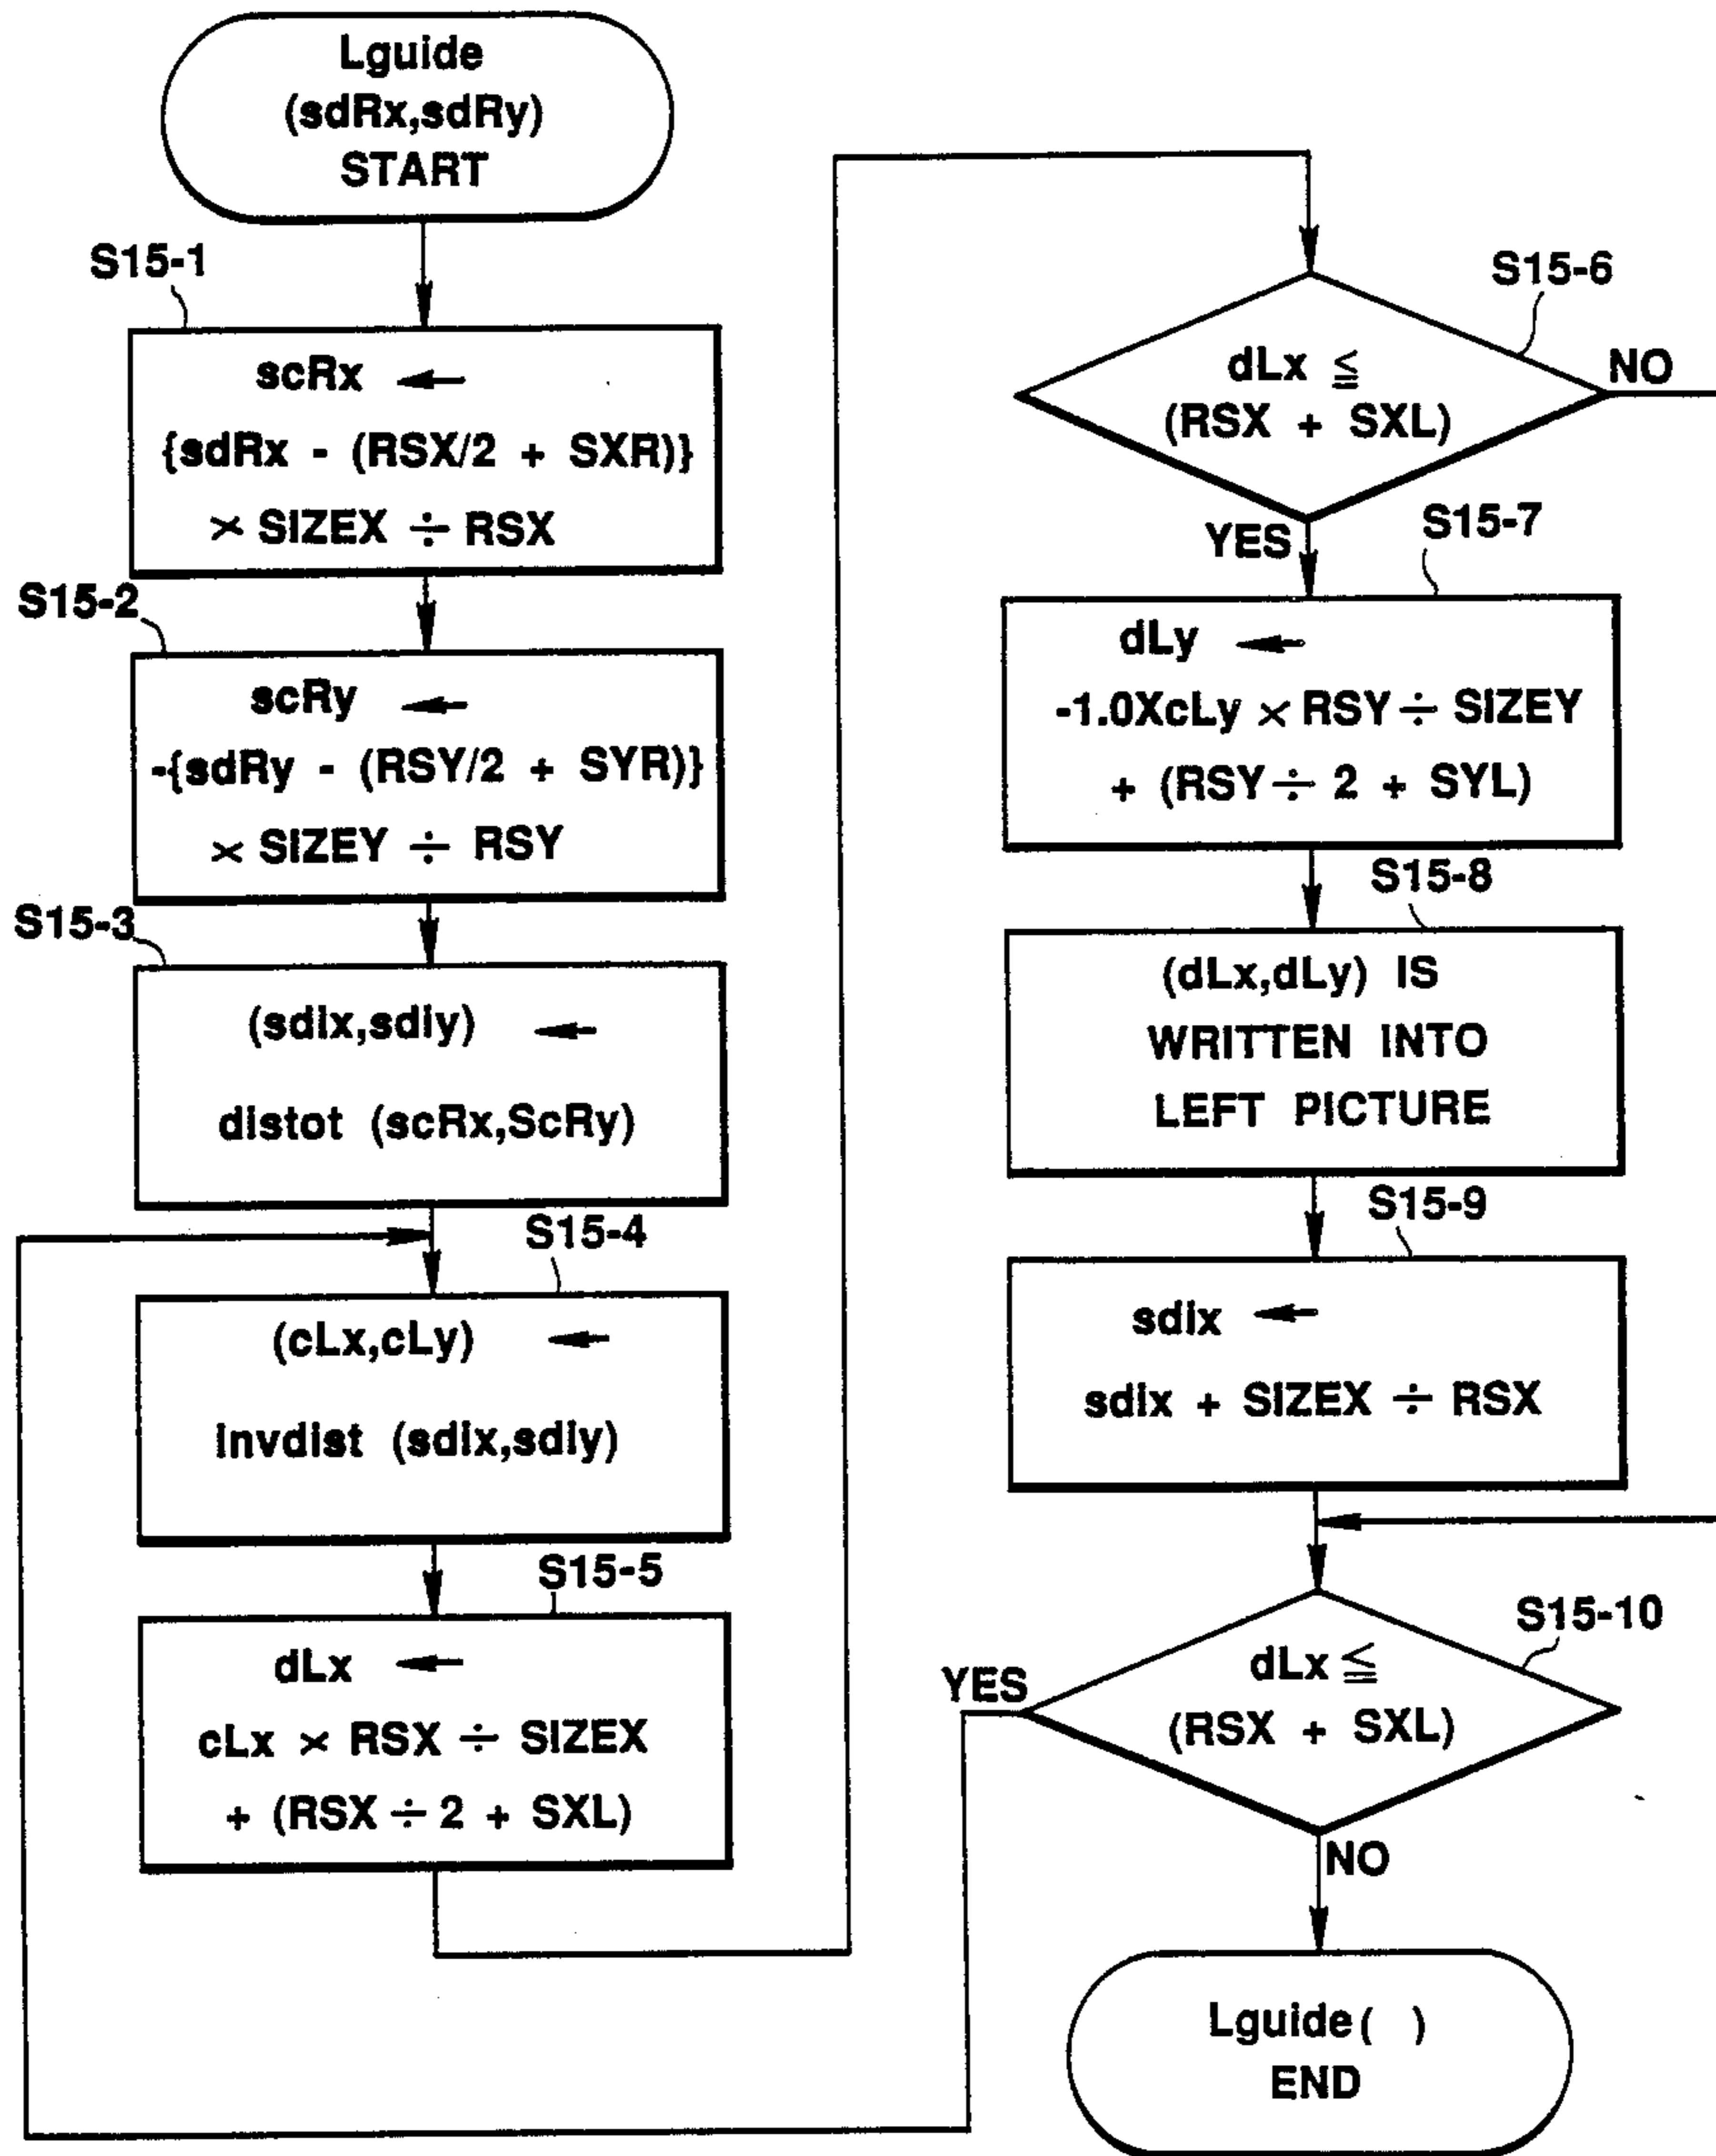 Lguide
(sdRx,sdRy)
START
S15-1
scRx ←
{sdRx - (RSX/2 + SXR)}
× SIZEX ÷ RSX
S15-2
scRy ←
-{sdRy - (RSY/2 + SYR)}
× SIZEY ÷ RSY
S15-3
(sdix,sdiy) ←
distot (scRx,ScRy)
S15-4
(cLx,cLy) ←
invdist (sdix,sdiy)
S15-5
dLx ←
cLx × RSX ÷ SIZEX
+ (RSX ÷ 2 + SXL)
S15-6
dLx ≦
(RSX + SXL)
NO
YES
S15-7
dLy ←
-1.0XcLy × RSY ÷ SIZEY
+ (RSY ÷ 2 + SYL)
S15-8
(dLx,dLy) IS
WRITTEN INTO
LEFT PICTURE
S15-9
sdix ←
sdix + SIZEX ÷ RSX
S15-10
dLx ≦
(RSX + SXL)
YES
NO
Lguide( )
END